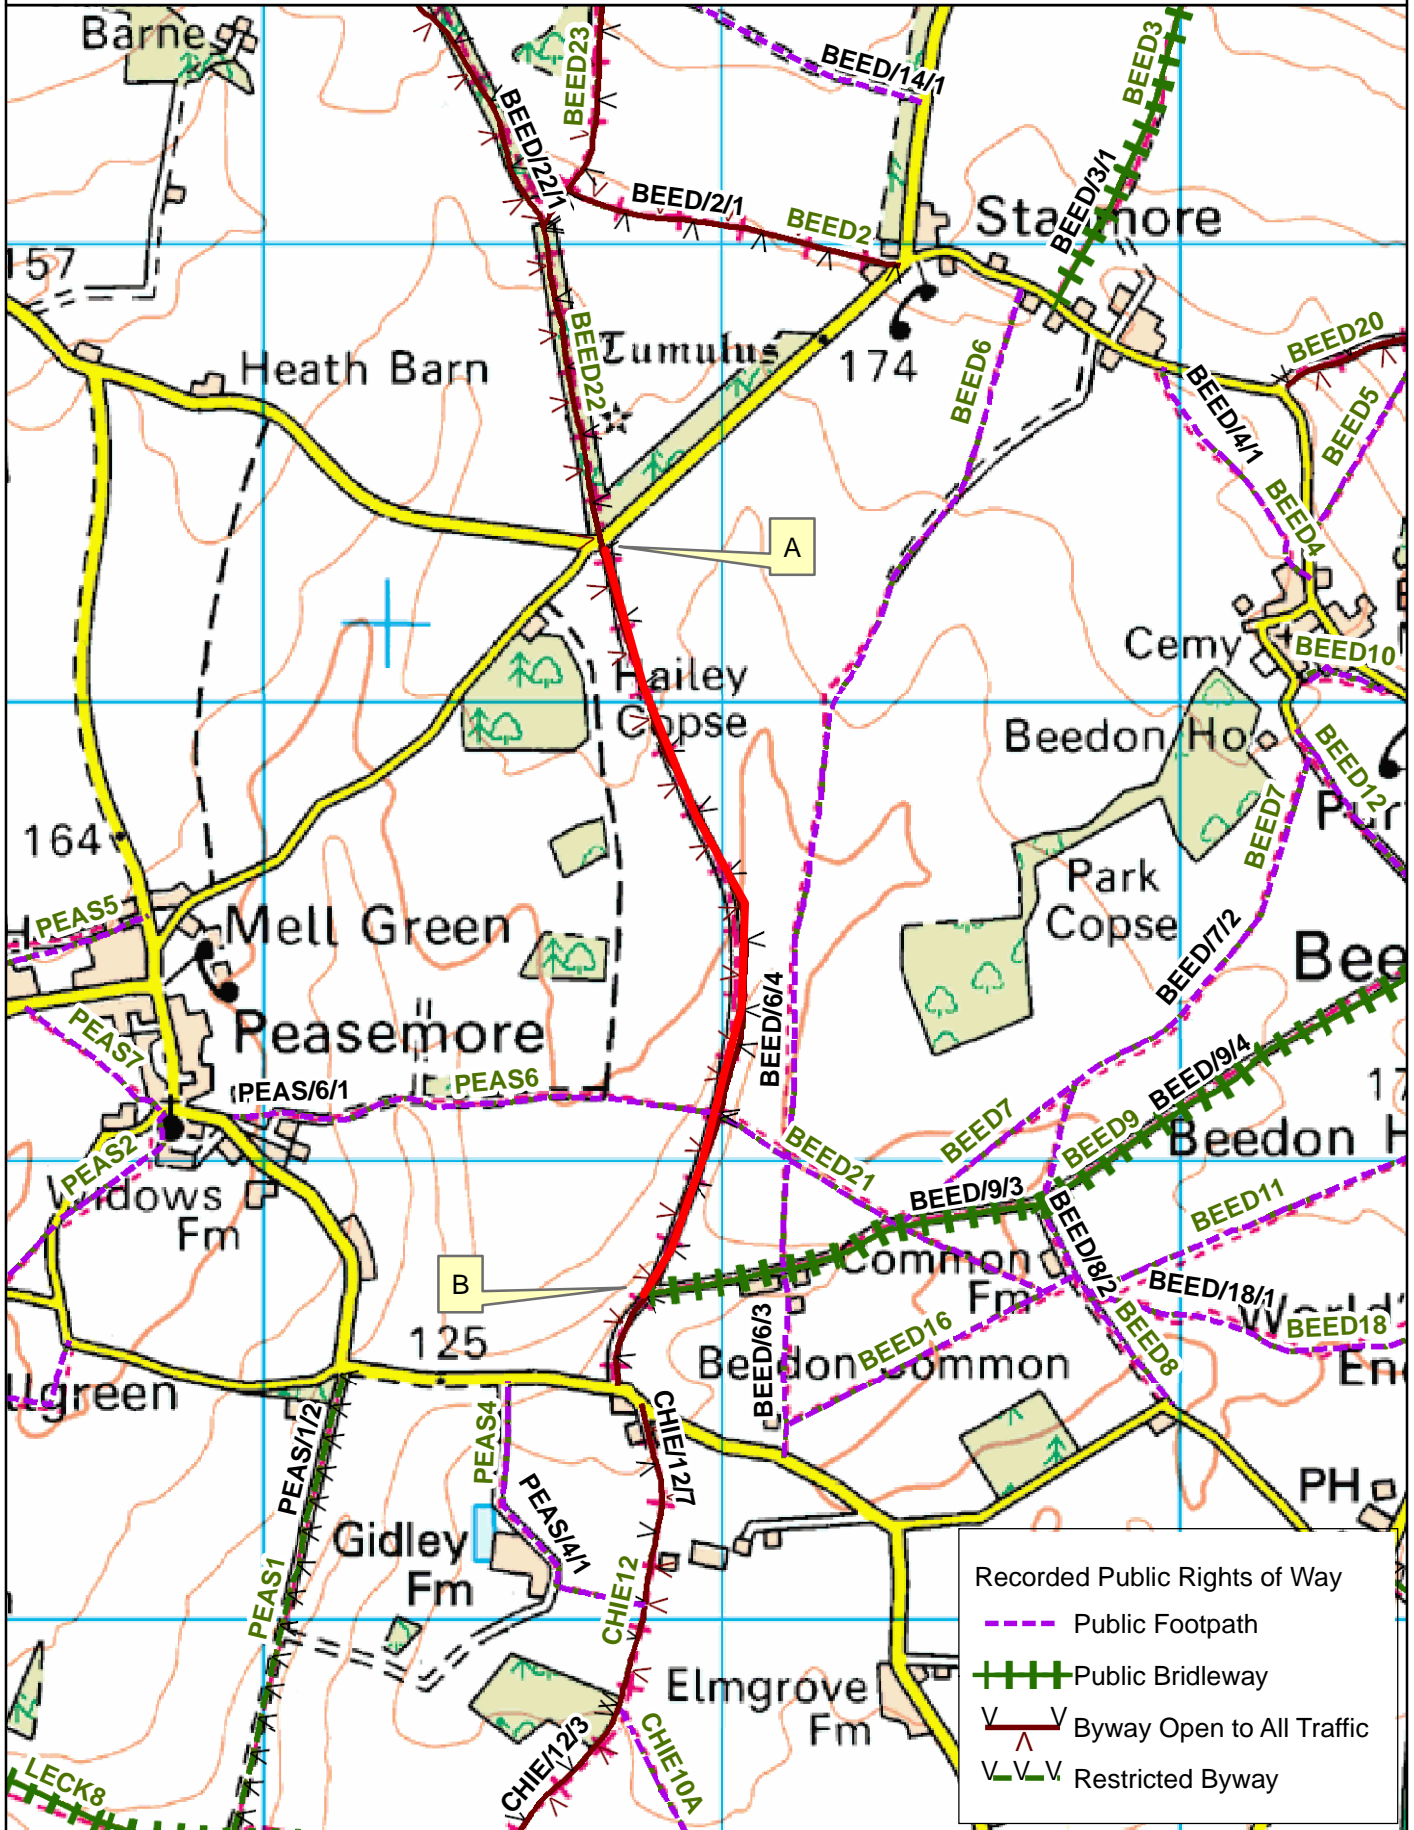 Barne
BEED23
BEED/14/1
BEED3
BEED/22/1
BEED/3/1
BEED/2/1
BEED2
157
BEED20
Tumulus
174
Heath Barn
BEED22
BEED6
BEED/4/1
BEED5
BEED4
A
Cemy
BEED10
Hailey
Copse
Beedon Ho
BEED12
BEED7
164
Park
Copse
PEAS5
Mell Green
BEED/7/2
Bee
PEAS7
Peasemore
BEED/6/4
BEED/9/4
17
PEAS/6/1
PEAS6
BEED7
BEED9
Beedon H
PEAS2
BEED21
Widows
Fm
BEED/9/3
BEED11
BEED/8/2
B
Common
Fm
BEED/18/1
World'
BEED18
125
BEED/6/3
BEED16
BEED8
Beedon Common
En
llgreen
PEAS4
CHIE/12/7
PEAS/1/2
PEAS/4/1
PH
Gidley
Fm
PEAS1
CHIE12
Elmgrove
Fm
CHIE/12/3
CHIE10A
LECK8
Recorded Public Rights of Way
Public Footpath
Public Bridleway
Byway Open to All Traffic
Restricted Byway